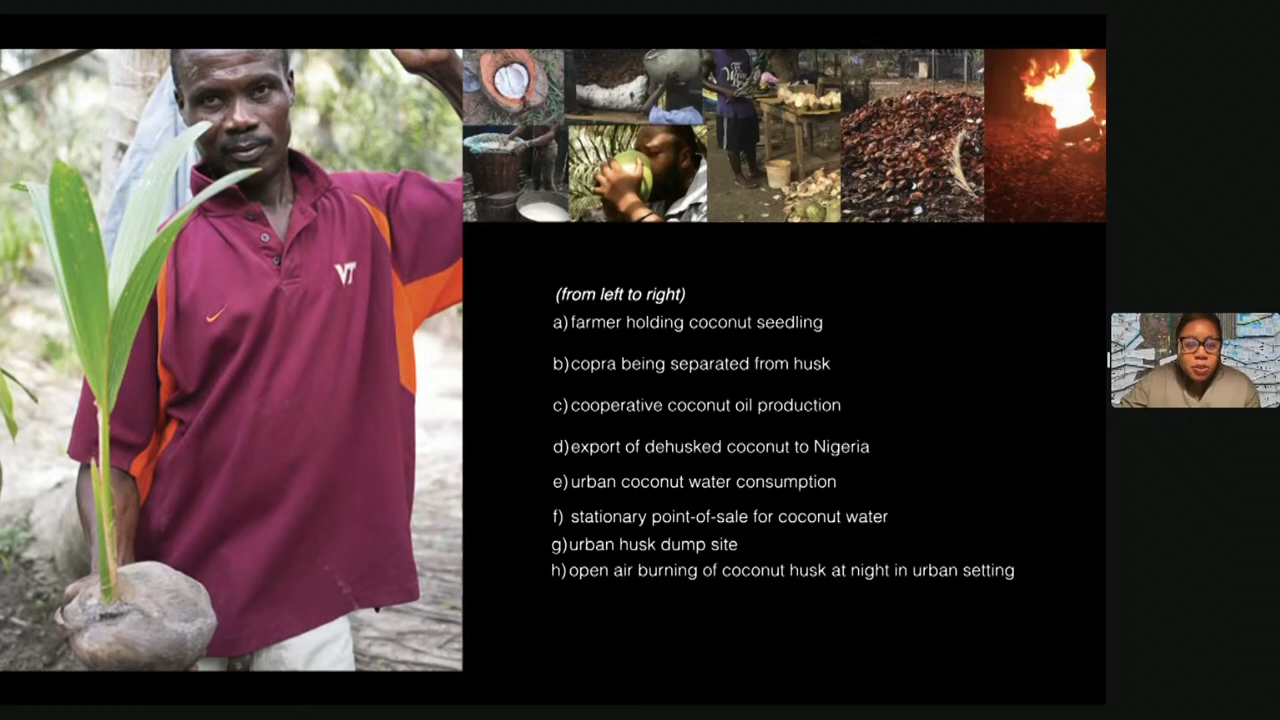 VT
(from left to right)
a) farmer holding coconut seedling
b) copra being separated from husk
c) cooperative coconut oil production
d) export of dehusked coconut to Nigeria
e) urban coconut water consumption
f) stationary point-of-sale for coconut water
g) urban husk dump site
h) open air burning of coconut husk at night in urban setting